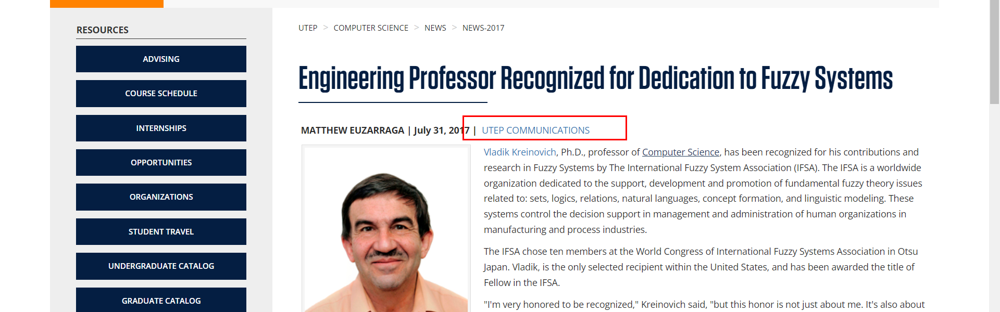 RESOURCES
ADVISING
COURSE SCHEDULE
INTERNSHIPS
OPPORTUNITIES
ORGANIZATIONS
STUDENT TRAVEL
UNDERGRADUATE CATALOG
GRADUATE CATALOG
UTEP > COMPUTER SCIENCE > NEWS > NEWS-2017
Engineering Professor Recognized for Dedication to Fuzzy Systems
MATTHEW EUZARRAGA | July 31, 2017 | UTEP COMMUNICATIONS
Vladik Kreinovich, Ph.D., professor of Computer Science, has been recognized for his contributions and
research in Fuzzy Systems by The International Fuzzy System Association (IFSA). The IFSA is a worldwide
organization dedicated to the support, development and promotion of fundamental fuzzy theory issues
related to: sets, logics, relations, natural languages, concept formation, and linguistic modeling. These
systems control the decision support in management and administration of human organizations in
manufacturing and process industries.
The IFSA chose ten members at the World Congress of International Fuzzy Systems Association in Otsu
Japan. Vladik, is the only selected recipient within the United States, and has been awarded the title of
Fellow in the IFSA.
"I'm very honored to be recognized," Kreinovich said, "but this honor is not just about me. It's also about